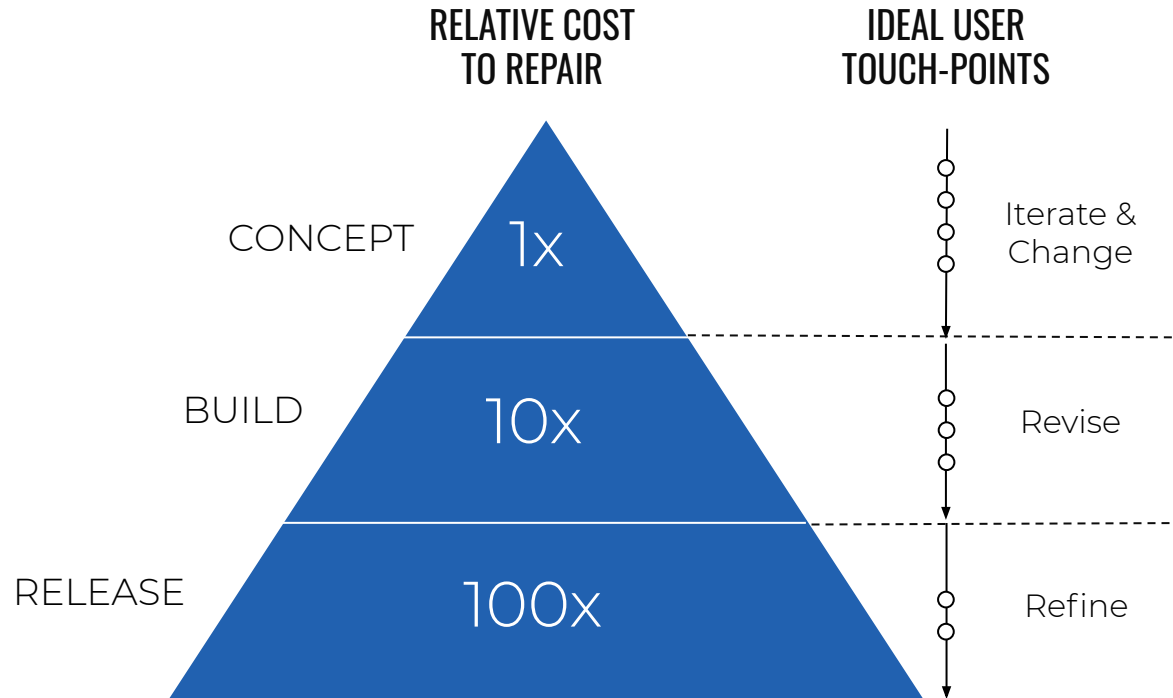 RELATIVE COST
TO REPAIR
IDEAL USER
TOUCH-POINTS
CONCEPT
1x
Iterate &
Change
BUILD
10x
Revise
RELEASE
100x
Refine